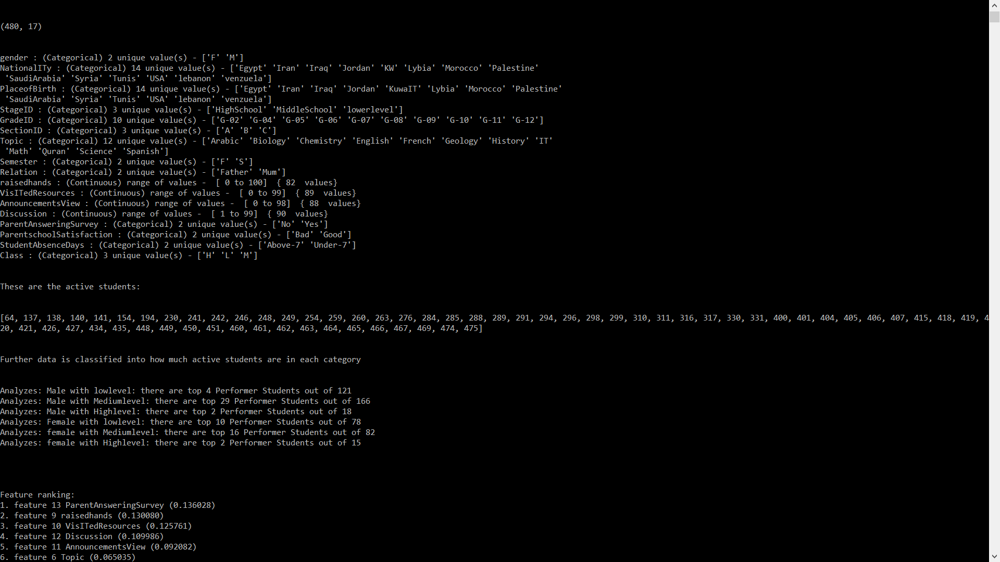 (480, 17)
gender : (Categorical) 2 unique value(s) - ['F' 'M']
NationalITy : (Categorical) 14 unique value(s) - ['Egypt' 'Iran' 'Iraq' 'Jordan' 'KW' 'Lybia' 'Morocco' 'Palestine'
 'SaudiArabia' 'Syria' 'Tunis' 'USA' 'lebanon' 'venzuela']
PlaceofBirth : (Categorical) 14 unique value(s) - ['Egypt' 'Iran' 'Iraq' 'Jordan' 'KuwaIT' 'Lybia' 'Morocco' 'Palestine'
 'SaudiArabia' 'Syria' 'Tunis' 'USA' 'lebanon' 'venzuela']
StageID : (Categorical) 3 unique value(s) - ['HighSchool' 'MiddleSchool' 'lowerlevel']
GradeID : (Categorical) 10 unique value(s) - ['G-02' 'G-04' 'G-05' 'G-06' 'G-07' 'G-08' 'G-09' 'G-10' 'G-11' 'G-12']
SectionID : (Categorical) 3 unique value(s) - ['A' 'B' 'C']
Topic : (Categorical) 12 unique value(s) - ['Arabic' 'Biology' 'Chemistry' 'English' 'French' 'Geology' 'History' 'IT'
 'Math' 'Quran' 'Science' 'Spanish']
Semester : (Categorical) 2 unique value(s) - ['F' 'S']
Relation : (Categorical) 2 unique value(s) - ['Father' 'Mum']
raisedhands : (Continuous) range of values -  [ 0 to 100]  { 82  values}
VisITedResources : (Continuous) range of values -  [ 0 to 99]  { 89  values}
AnnouncementsView : (Continuous) range of values -  [ 0 to 98]  { 88  values}
Discussion : (Continuous) range of values -  [ 1 to 99]  { 90  values}
ParentAnsweringSurvey : (Categorical) 2 unique value(s) - ['No' 'Yes']
ParentschoolSatisfaction : (Categorical) 2 unique value(s) - ['Bad' 'Good']
StudentAbsenceDays : (Categorical) 2 unique value(s) - ['Above-7' 'Under-7']
Class : (Categorical) 3 unique value(s) - ['H' 'L' 'M']
These are the active students:
[64, 137, 138, 140, 141, 154, 194, 230, 241, 242, 246, 248, 249, 254, 259, 260, 263, 276, 284, 285, 288, 289, 291, 294, 296, 298, 299, 310, 311, 316, 317, 330, 331, 400, 401, 404, 405, 406, 407, 415, 418, 419, 4
20, 421, 426, 427, 434, 435, 448, 449, 450, 451, 460, 461, 462, 463, 464, 465, 466, 467, 469, 474, 475]
Further data is classified into how much active students are in each category
Analyzes: Male with lowlevel: there are top 4 Performer Students out of 121
Analyzes: Male with Mediumlevel: there are top 29 Performer Students out of 166
Analyzes: Male with Highlevel: there are top 2 Performer Students out of 18
Analyzes: Female with lowlevel: there are top 10 Performer Students out of 78
Analyzes: female with Mediumlevel: there are top 16 Performer Students out of 82
Analyzes: female with Highlevel: there are top 2 Performer Students out of 15
Feature ranking:
1. feature 13 ParentAnsweringSurvey (0.136028)
2. feature 9 raisedhands (0.130080)
3. feature 10 VisITedResources (0.125761)
4. feature 12 Discussion (0.109986)
5. feature 11 AnnouncementsView (0.092082)
6. feature 6 Topic (0.065035)